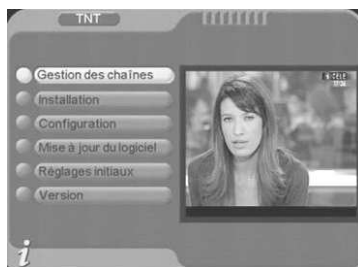 TNT
Gestion des chaînes
Installation
Configuration
Mise à jour du logiciel
Réglages initiaux
Version
i